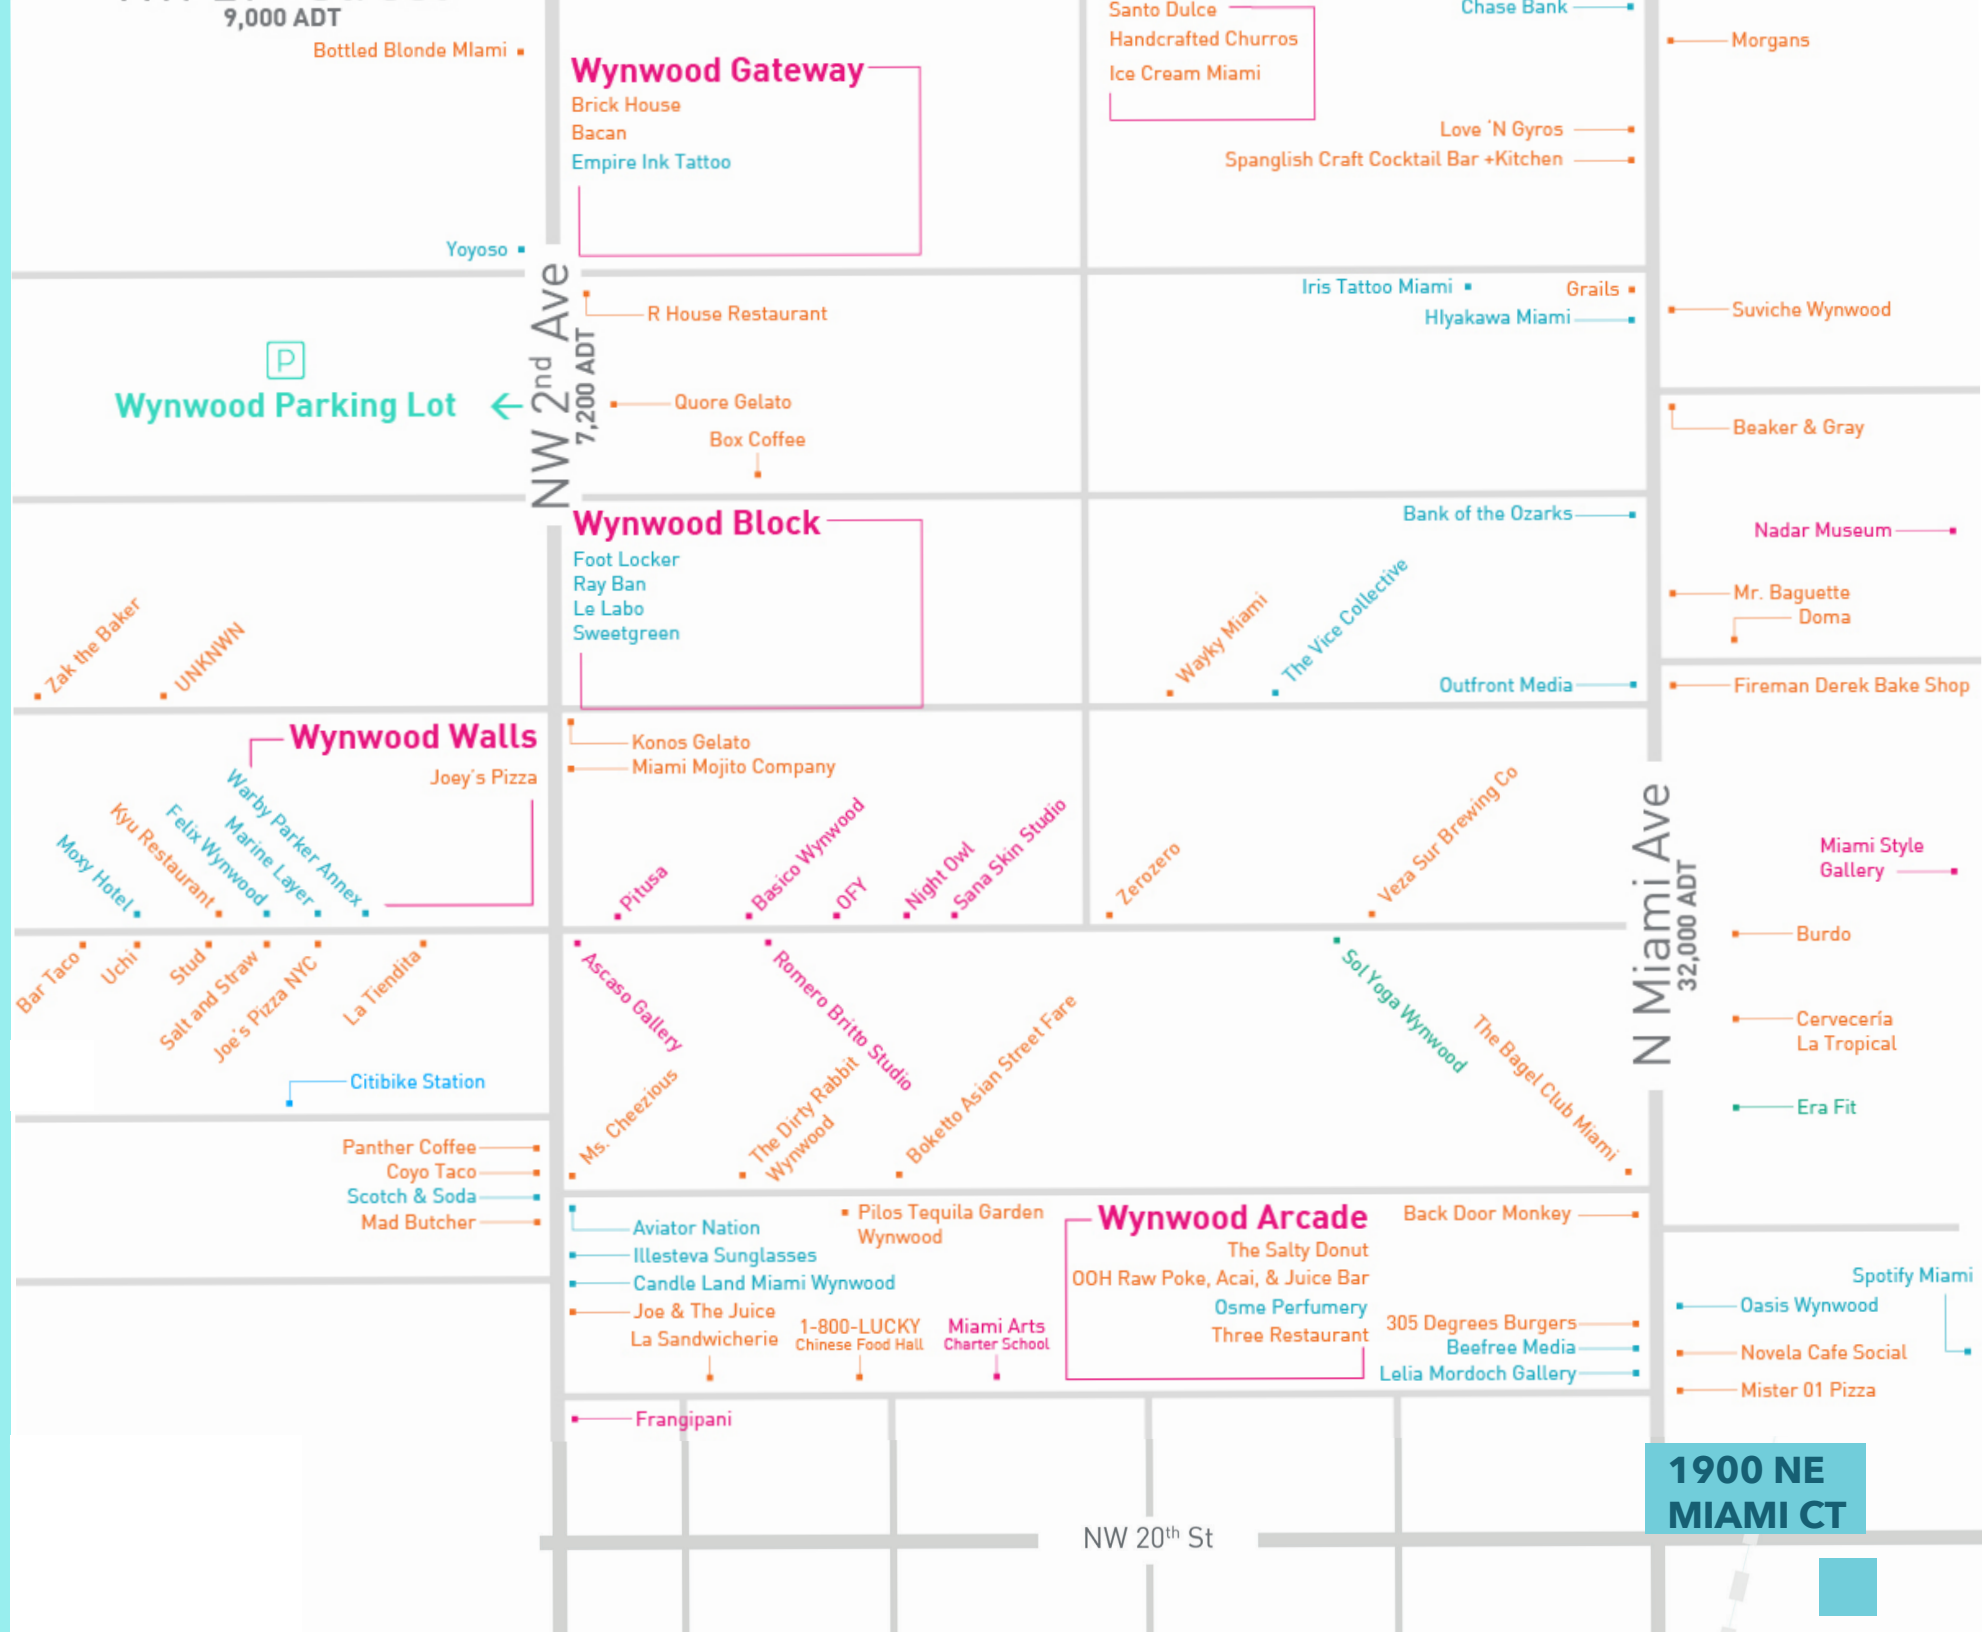 9,000 ADT
Bottled Blonde MIami
Wynwood Gateway
Brick House
Bacan
Empire Ink Tattoo
Yoyoso
Santo Dulce
Handcrafted Churros
Ice Cream Miami
Chase Bank
Morgans
Love 'N Gyros
Spanglish Craft Cocktail Bar +Kitchen
NW 2nd Ave
7,200 ADT
R House Restaurant
Iris Tattoo Miami
Grails
HIyakawa Miami
Suviche Wynwood
P
Wynwood Parking Lot
Quore Gelato
Box Coffee
Beaker & Gray
Wynwood Block
Foot Locker
Ray Ban
Le Labo
Sweetgreen
Bank of the Ozarks
Nadar Museum
Zak the Baker
UNKNWN
Wayky Miami
The Vice Collective
Mr. Baguette
Doma
Outfront Media
Fireman Derek Bake Shop
Wynwood Walls
Joey's Pizza
Konos Gelato
Miami Mojito Company
Moxy Hotel
Kyu Restaurant
Felix Wynwood
Marine Layer
Warby Parker Annex
Pitusa
Basico Wynwood
OFY
Night Owl
Sana Skin Studio
Zerozero
Veza Sur Brewing Co
N Miami Ave
32,000 ADT
Miami Style
Gallery
Burdo
Bar Taco
Uchi
Stud
Salt and Straw
Joe's Pizza NYC
La Tiendita
Ascaso Gallery
Romero Britto Studio
Sol Yoga Wynwood
Cervecería
La Tropical
Citibike Station
Ms. Cheezious
The Dirty Rabbit
Wynwood
Boketto Asian Street Fare
The Bagel Club Miami
Era Fit
Panther Coffee
Coyo Taco
Scotch & Soda
Mad Butcher
Aviator Nation
Illesteva Sunglasses
Candle Land Miami Wynwood
Joe & The Juice
La Sandwicherie
Pilos Tequila Garden
Wynwood
1-800-LUCKY
Chinese Food Hall
Miami Arts
Charter School
Wynwood Arcade
The Salty Donut
OOH Raw Poke, Acai, & Juice Bar
Osme Perfumery
Three Restaurant
Back Door Monkey
305 Degrees Burgers
Beefree Media
Lelia Mordoch Gallery
Spotify Miami
Oasis Wynwood
Novela Cafe Social
Mister 01 Pizza
Frangipani
1900 NE
MIAMI CT
NW 20th St